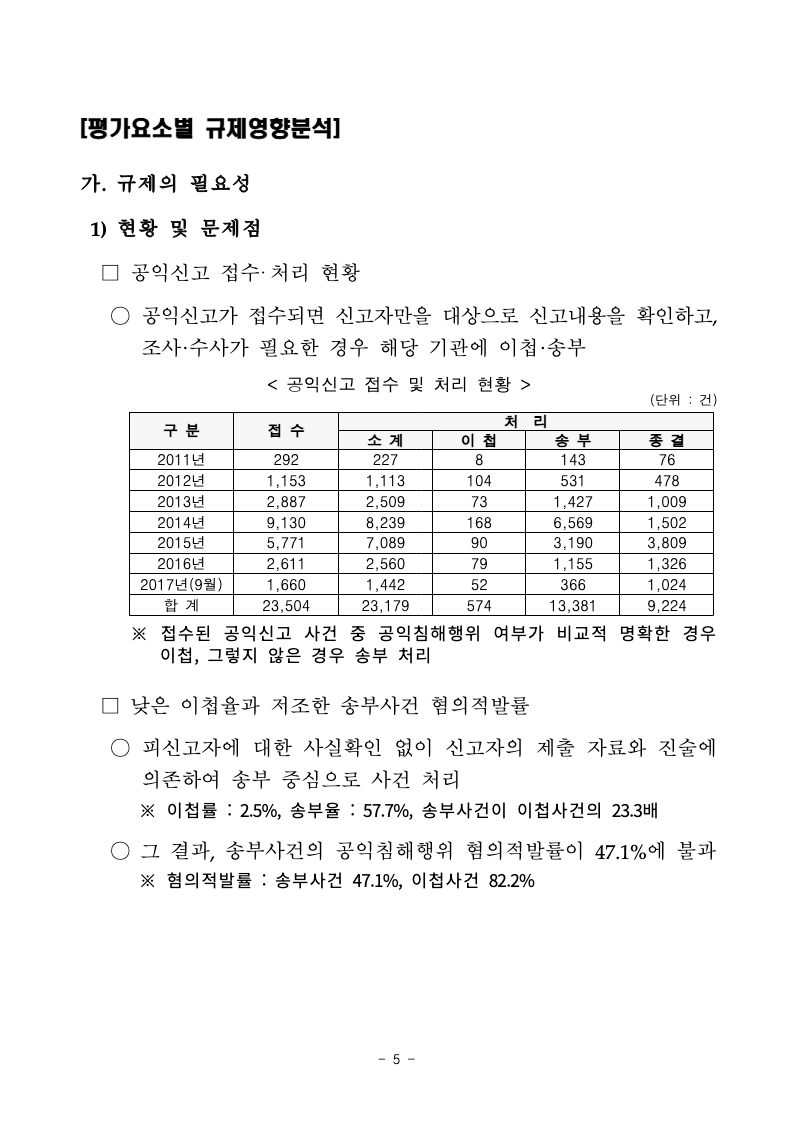 [평가요소별 규제영향분석]
가. 규제의 필요성
1) 현황 및 문제점
□ 공익신고 접수·처리 현황
○ 공익신고가 접수되면 신고자만을 대상으로 신고내용을 확인하고,
조사·수사가 필요한 경우 해당 기관에 이첩·송부
< 공익신고 접수 및 처리 현황 >
(단위 : 건)
구 분 접 수 처 리
소 계 이 첩 송 부 종 결
2011년 292 227 8 143 76
2012년 1,153 1,113 104 531 478
2013년 2,887 2,509 73 1,427 1,009
2014년 9,130 8,239 168 6,569 1,502
2015년 5,771 7,089 90 3,190 3,809
2016년 2,611 2,560 79 1,155 1,326
2017년(9월) 1,660 1,442 52 366 1,024
합 계 23,504 23,179 574 13,381 9,224
※ 접수된 공익신고 사건 중 공익침해행위 여부가 비교적 명확한 경우
이첩, 그렇지 않은 경우 송부 처리
□ 낮은 이첩율과 저조한 송부사건 혐의적발률
○ 피신고자에 대한 사실확인 없이 신고자의 제출 자료와 진술에
의존하여 송부 중심으로 사건 처리
※ 이첩률 : 2.5%, 송부율 : 57.7%, 송부사건이 이첩사건의 23.3배
○ 그 결과, 송부사건의 공익침해행위 혐의적발률이 47.1%에 불과
※ 혐의적발률 : 송부사건 47.1%, 이첩사건 82.2%
- 5 -